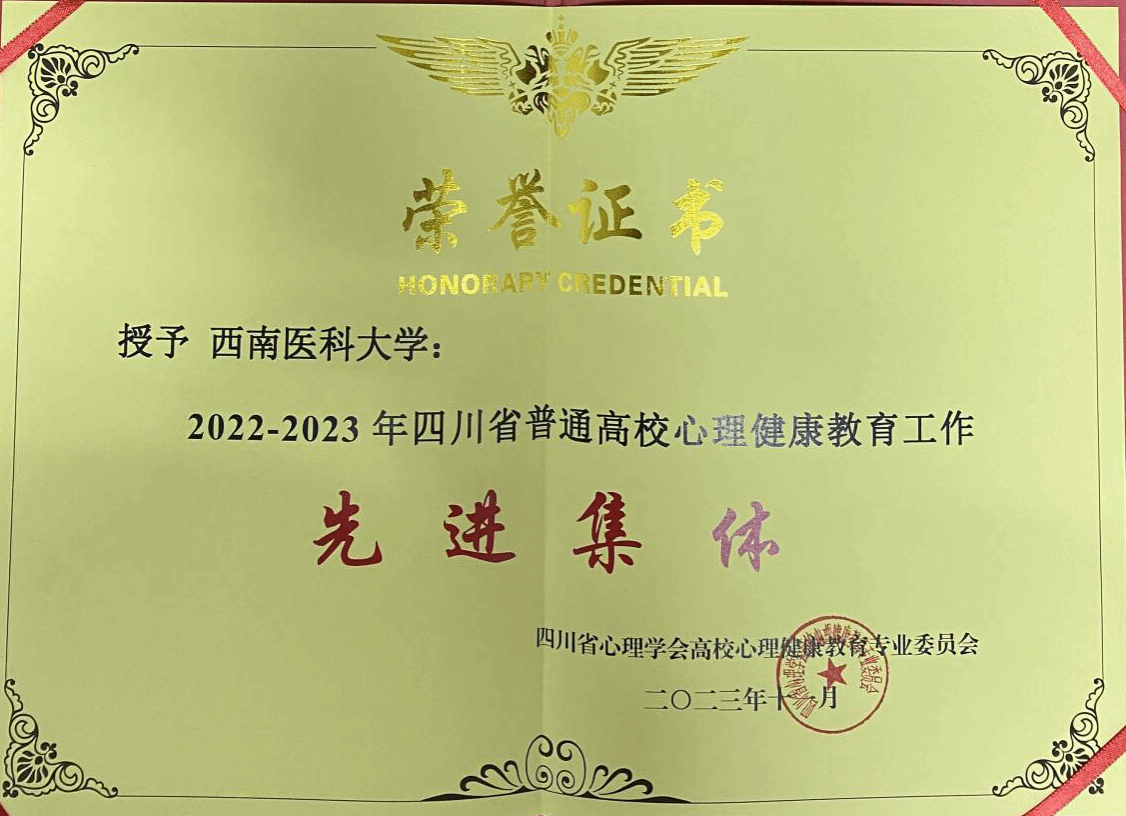 荣誉证书
HONORARY CREDENTIAL
授予 西南医科大学：
2022-2023 年四川省普通高校心理健康教育工作
先进集体
四川省心理学会高校心理健康教育专业委员会
二〇二三年十一月